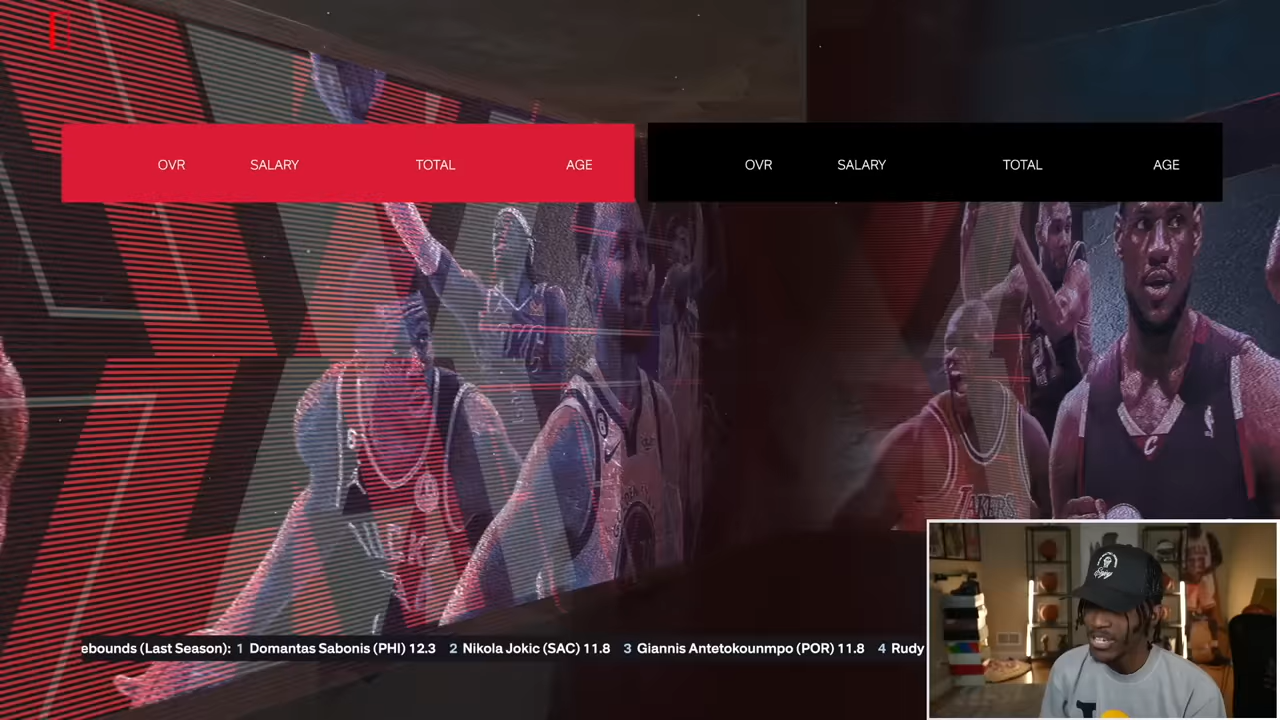 OVR SALARY TOTAL AGE
OVR SALARY TOTAL AGE
TAKERS
ebounds (Last Season): 1 Domantas Sabonis (PHI) 12.3 2 Nikola Jokic (SAC) 11.8 3 Giannis Antetokounmpo (POR) 11.8 4 Rudy